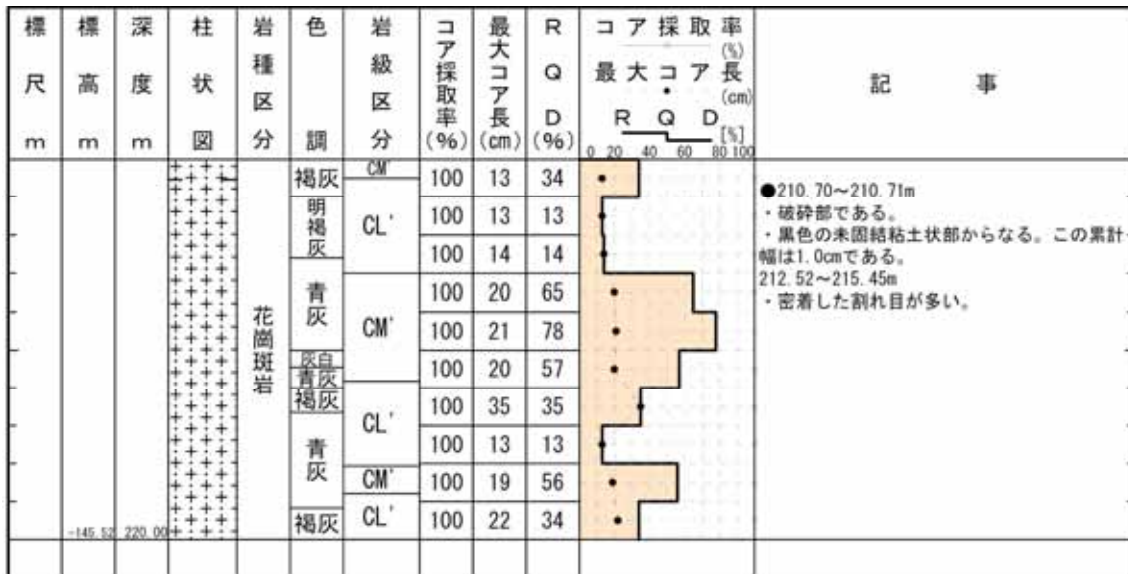 標尺m
標高m
深度m
柱状図
岩種区分
色調
岩級区分
コア採取率(%)
最大コア長(cm)
RQD(%)
コア採取率(%)
最大コア長(cm)
RQD[%]
0 20 40 60 80 100
記事
-145.52 220.00
花崗斑岩
褐灰
明褐灰
青灰
灰白
青灰
褐灰
青灰
褐灰
CM'
CL'
CM'
CL'
CM'
CL'
100 13 34
100 13 13
100 14 14
100 20 65
100 21 78
100 20 57
100 35 35
100 13 13
100 19 56
100 22 34
●210.70～210.71m
・破砕部である。
・黒色の未固結粘土状部からなる。この累計
幅は1.0cmである。
212.52～215.45m
・密着した割れ目が多い。